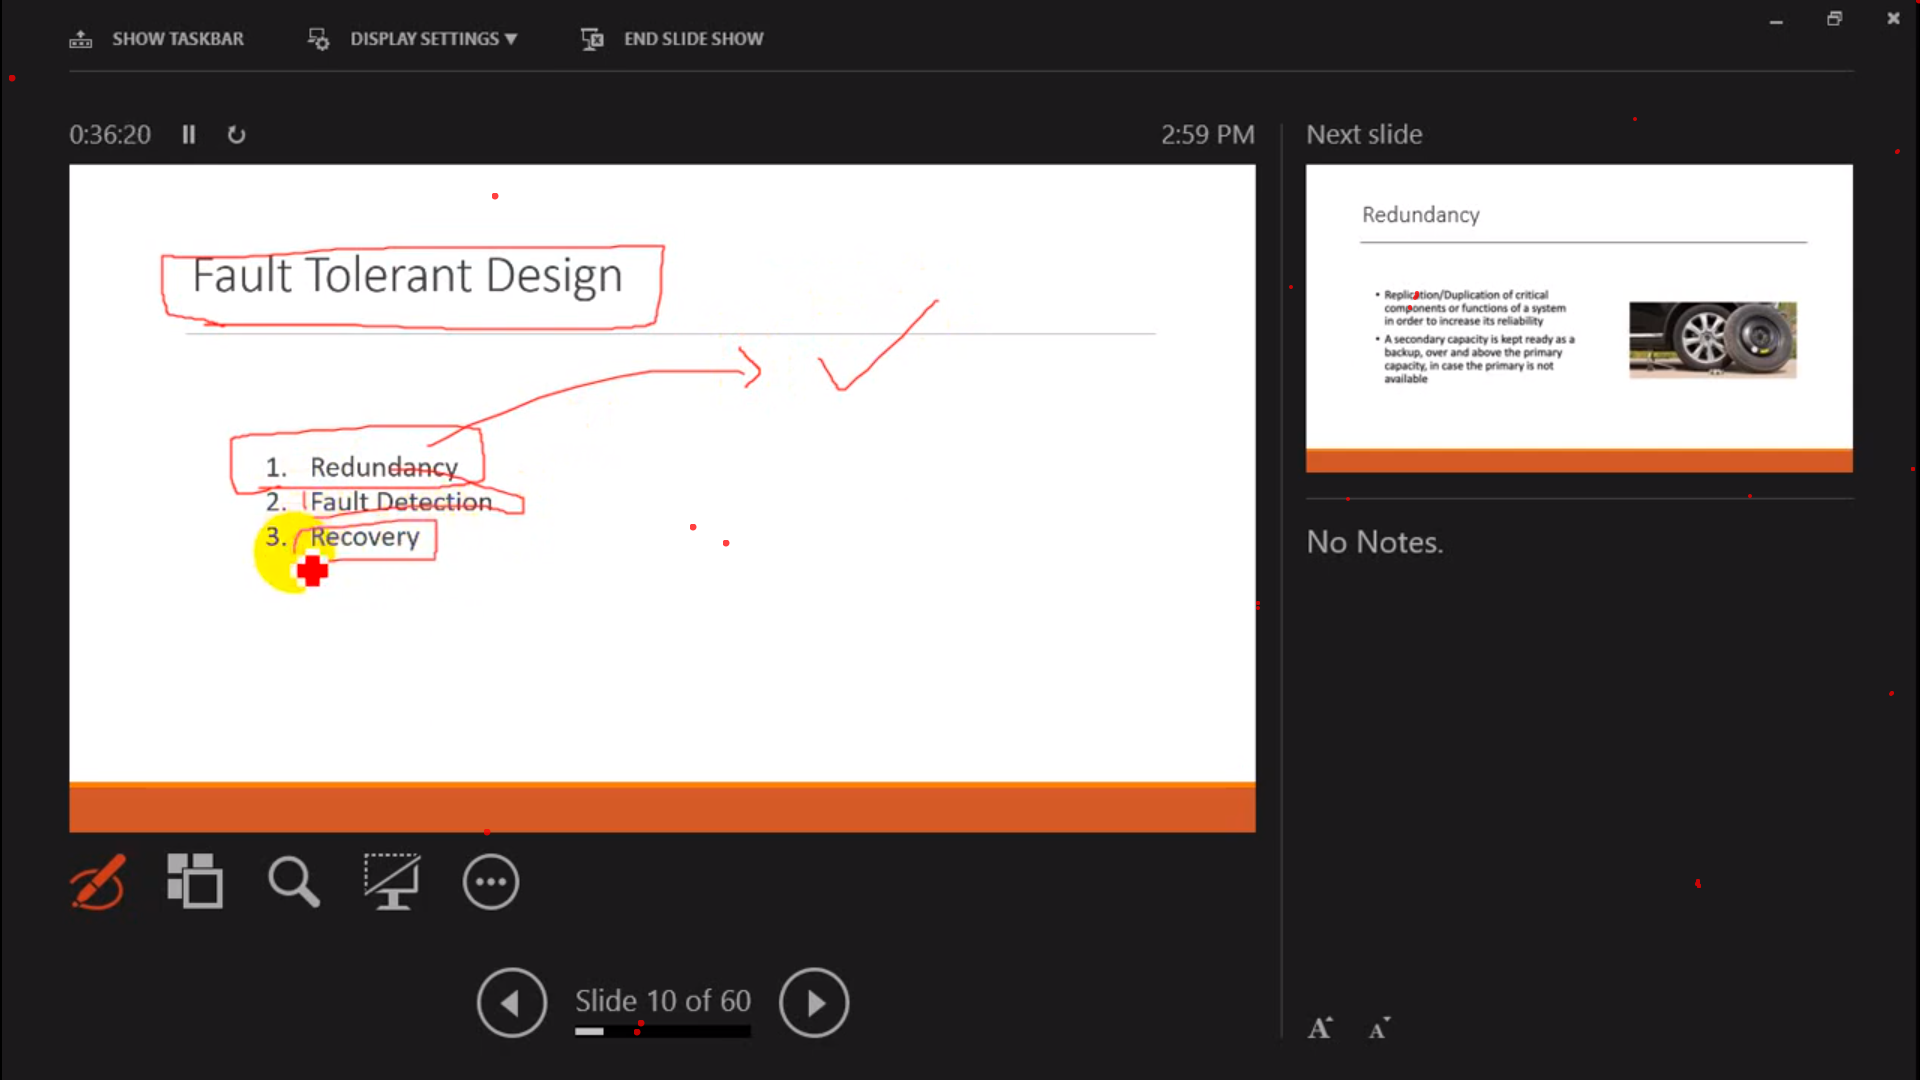 SHOW TASKBAR
DISPLAY SETTINGS
END SLIDE SHOW
0:36:20
2:59 PM
Next slide
Fault Tolerant Design
1. Redundancy
2. Fault Detection
3. Recovery
Redundancy
• Replication/Duplication of critical
components or functions of a system
in order to increase its reliability
• A secondary capacity is kept ready as a
backup, over and above the primary
capacity, in case the primary is not
available
No Notes.
Slide 10 of 60
A A